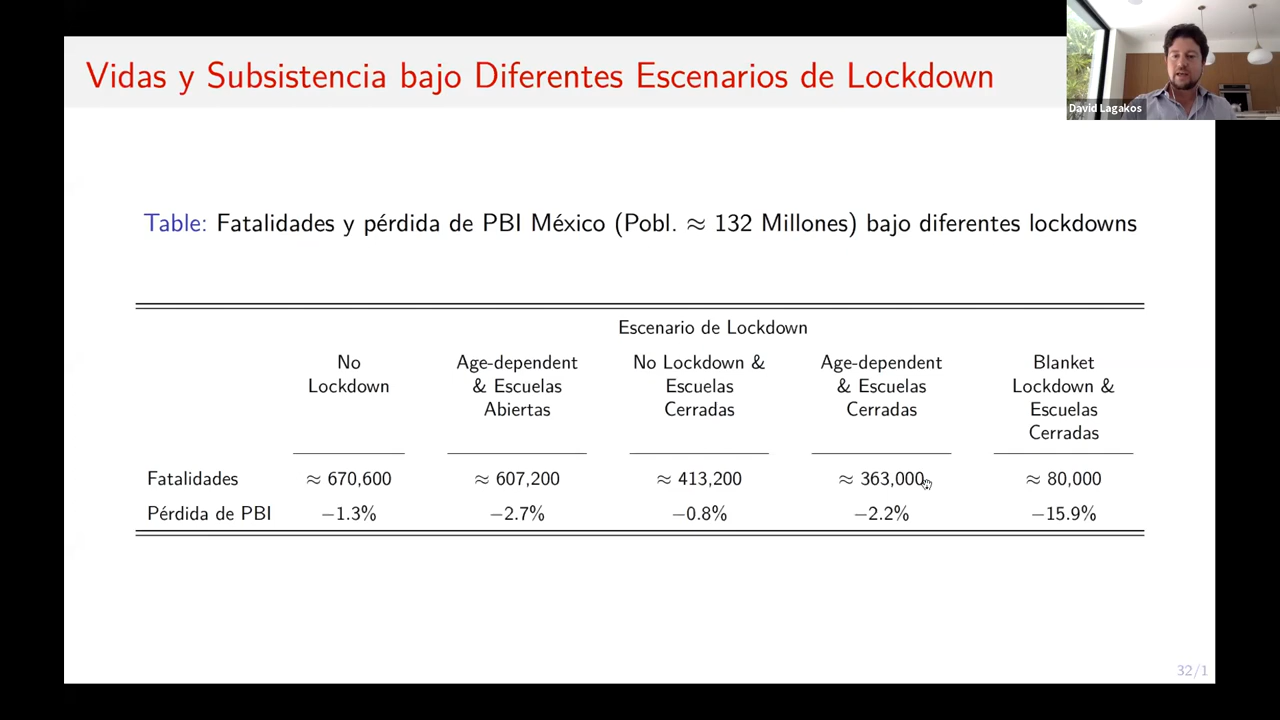 David Lagakos
Vidas y Subsistencia bajo Diferentes Escenarios de Lockdown
Table: Fatalidades y pérdida de PBI México (Pobl. ≈ 132 Millones) bajo diferentes lockdowns
Escenario de Lockdown
No Age-dependent No Lockdown & Age-dependent Blanket
Lockdown & Escuelas Escuelas & Escuelas Lockdown &
Abiertas Cerradas Cerradas Escuelas
Cerradas
Fatalidades ≈ 670,600 ≈ 607,200 ≈ 413,200 ≈ 363,000 ≈ 80,000
Pérdida de PBI −1.3% −2.7% −0.8% −2.2% −15.9%
32/1